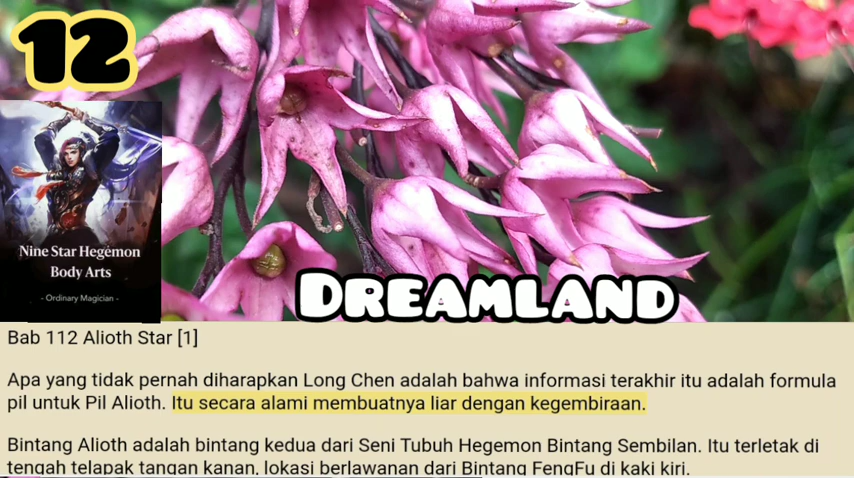 12
Nine Star Hegemon
Body Arts
- Ordinary Magician -
DREAMLAND
Bab 112 Alioth Star [1]
Apa yang tidak pernah diharapkan Long Chen adalah bahwa informasi terakhir itu adalah formula
pil untuk Pil Alioth. Itu secara alami membuatnya liar dengan kegembiraan.
Bintang Alioth adalah bintang kedua dari Seni Tubuh Hegemon Bintang Sembilan. Itu terletak di
tengah telapak tangan kanan, lokasi berlawanan dari Bintang FengFu di kaki kiri.